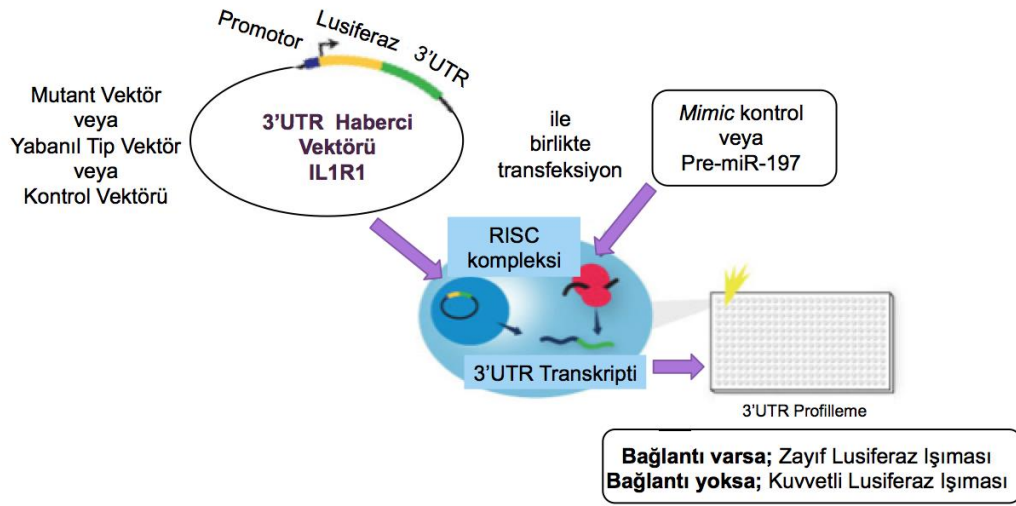 Promotor
Lusiferaz
3’UTR
Mutant Vektör
veya
Yabanıl Tip Vektör
veya
Kontrol Vektörü
3’UTR Haberci
Vektörü
IL1R1
ile
birlikte
transfeksiyon
Mimic kontrol
veya
Pre-miR-197
RISC
kompleksi
3’UTR Transkripti
3’UTR Profilleme
Bağlantı varsa; Zayıf Lusiferaz Işıması
Bağlantı yoksa; Kuvvetli Lusiferaz Işıması